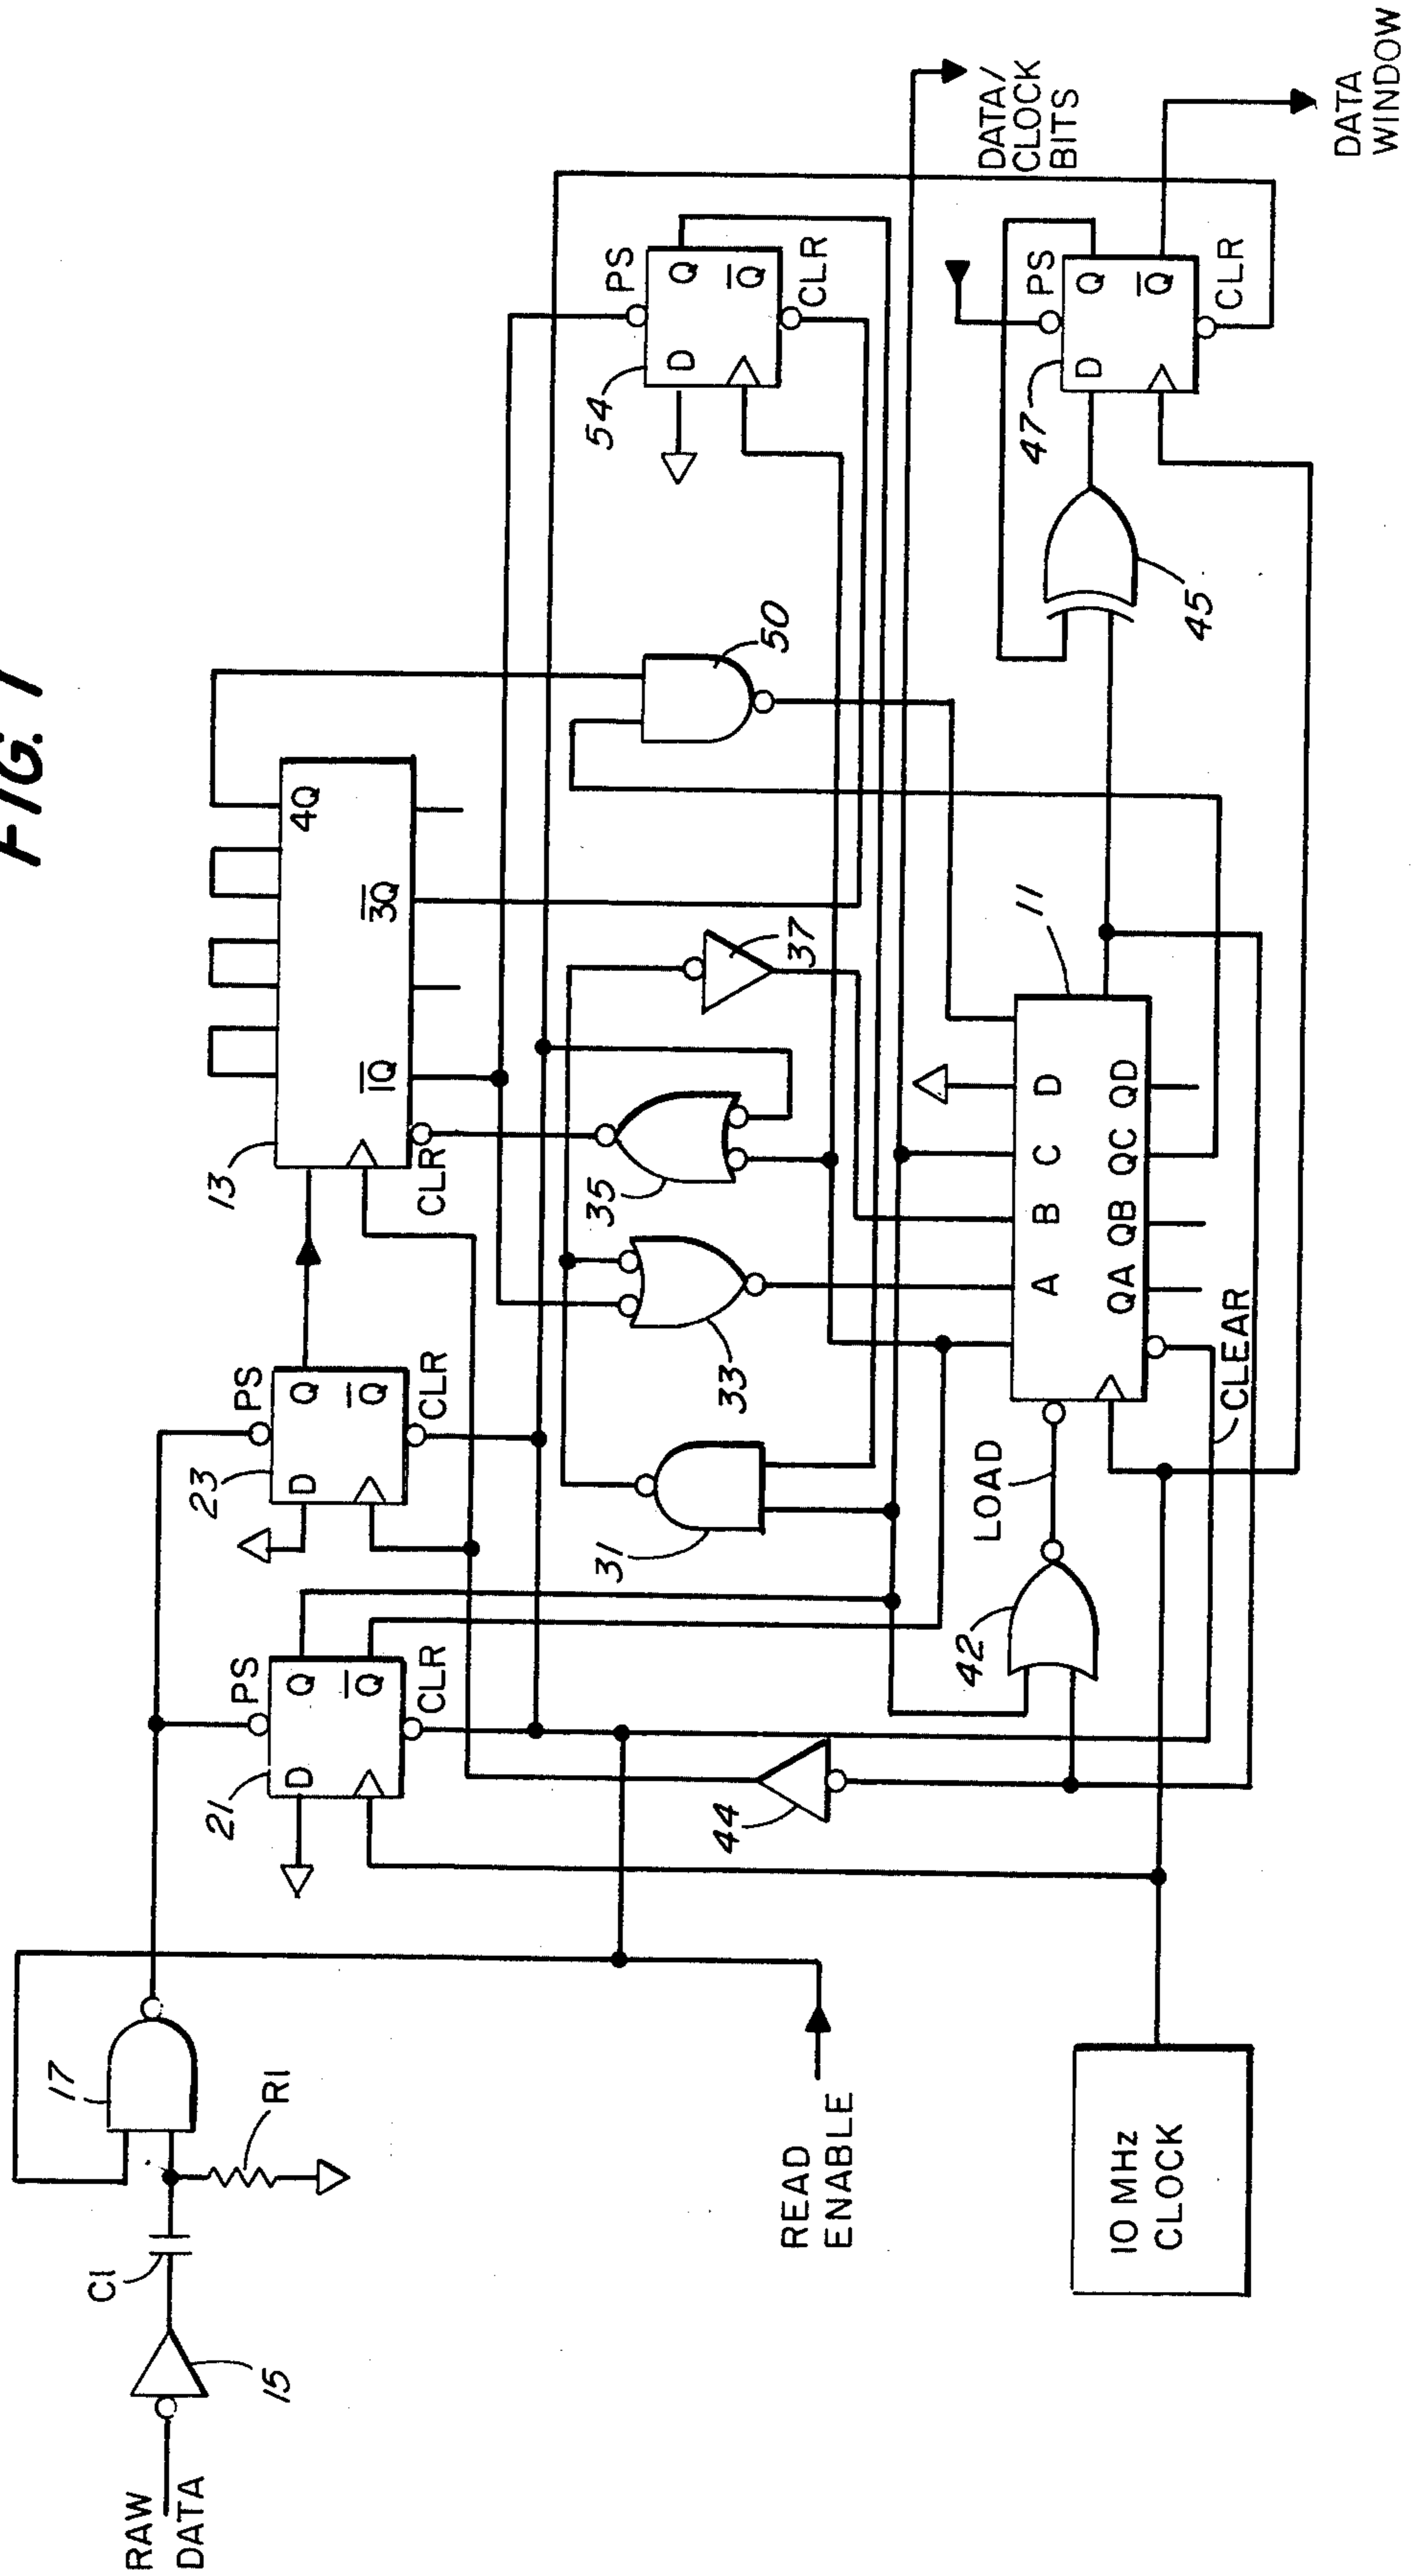 FIG. 1
RAW
DATA
15
C1
R1
17
READ
ENABLE
10 MHz
CLOCK
21
PS
D
Q
Q̅
CLR
23
PS
D
Q
Q̅
CLR
13
4Q
1̅Q̅
3̅Q̅
CLR
31
33
35
37
42
LOAD
44
11
A
B
C
D
QA
QB
QC
QD
CLEAR
50
54
PS
D
Q
Q̅
CLR
45
47
PS
D
Q
Q̅
CLR
DATA/
CLOCK
BITS
DATA
WINDOW